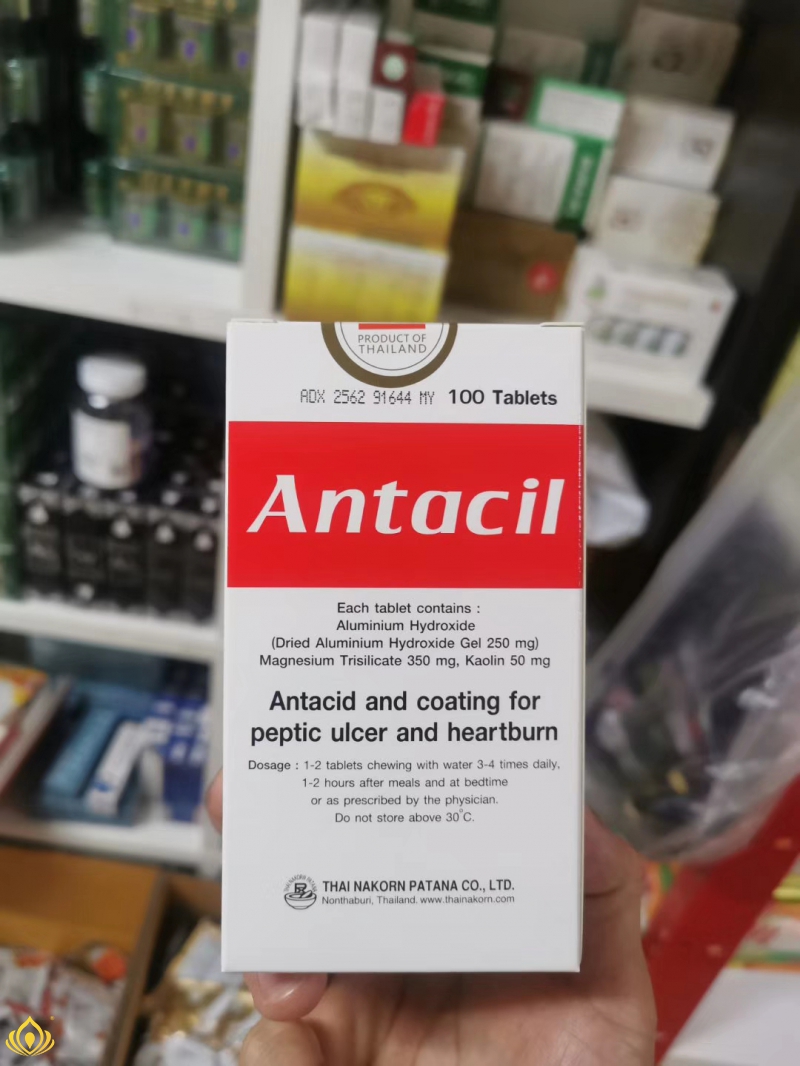 PRODUCT OF
THAILAND
ADX 2562 91644 MY 100 Tablets
Antacil
Each tablet contains :
Aluminium Hydroxide
(Dried Aluminium Hydroxide Gel 250 mg)
Magnesium Trisilicate 350 mg, Kaolin 50 mg
Antacid and coating for
peptic ulcer and heartburn
Dosage : 1-2 tablets chewing with water 3-4 times daily,
1-2 hours after meals and at bedtime
or as prescribed by the physician.
Do not store above 30°C.
THAI NAKORN PATANA CO., LTD.
Nonthaburi, Thailand. www.thainakorn.com